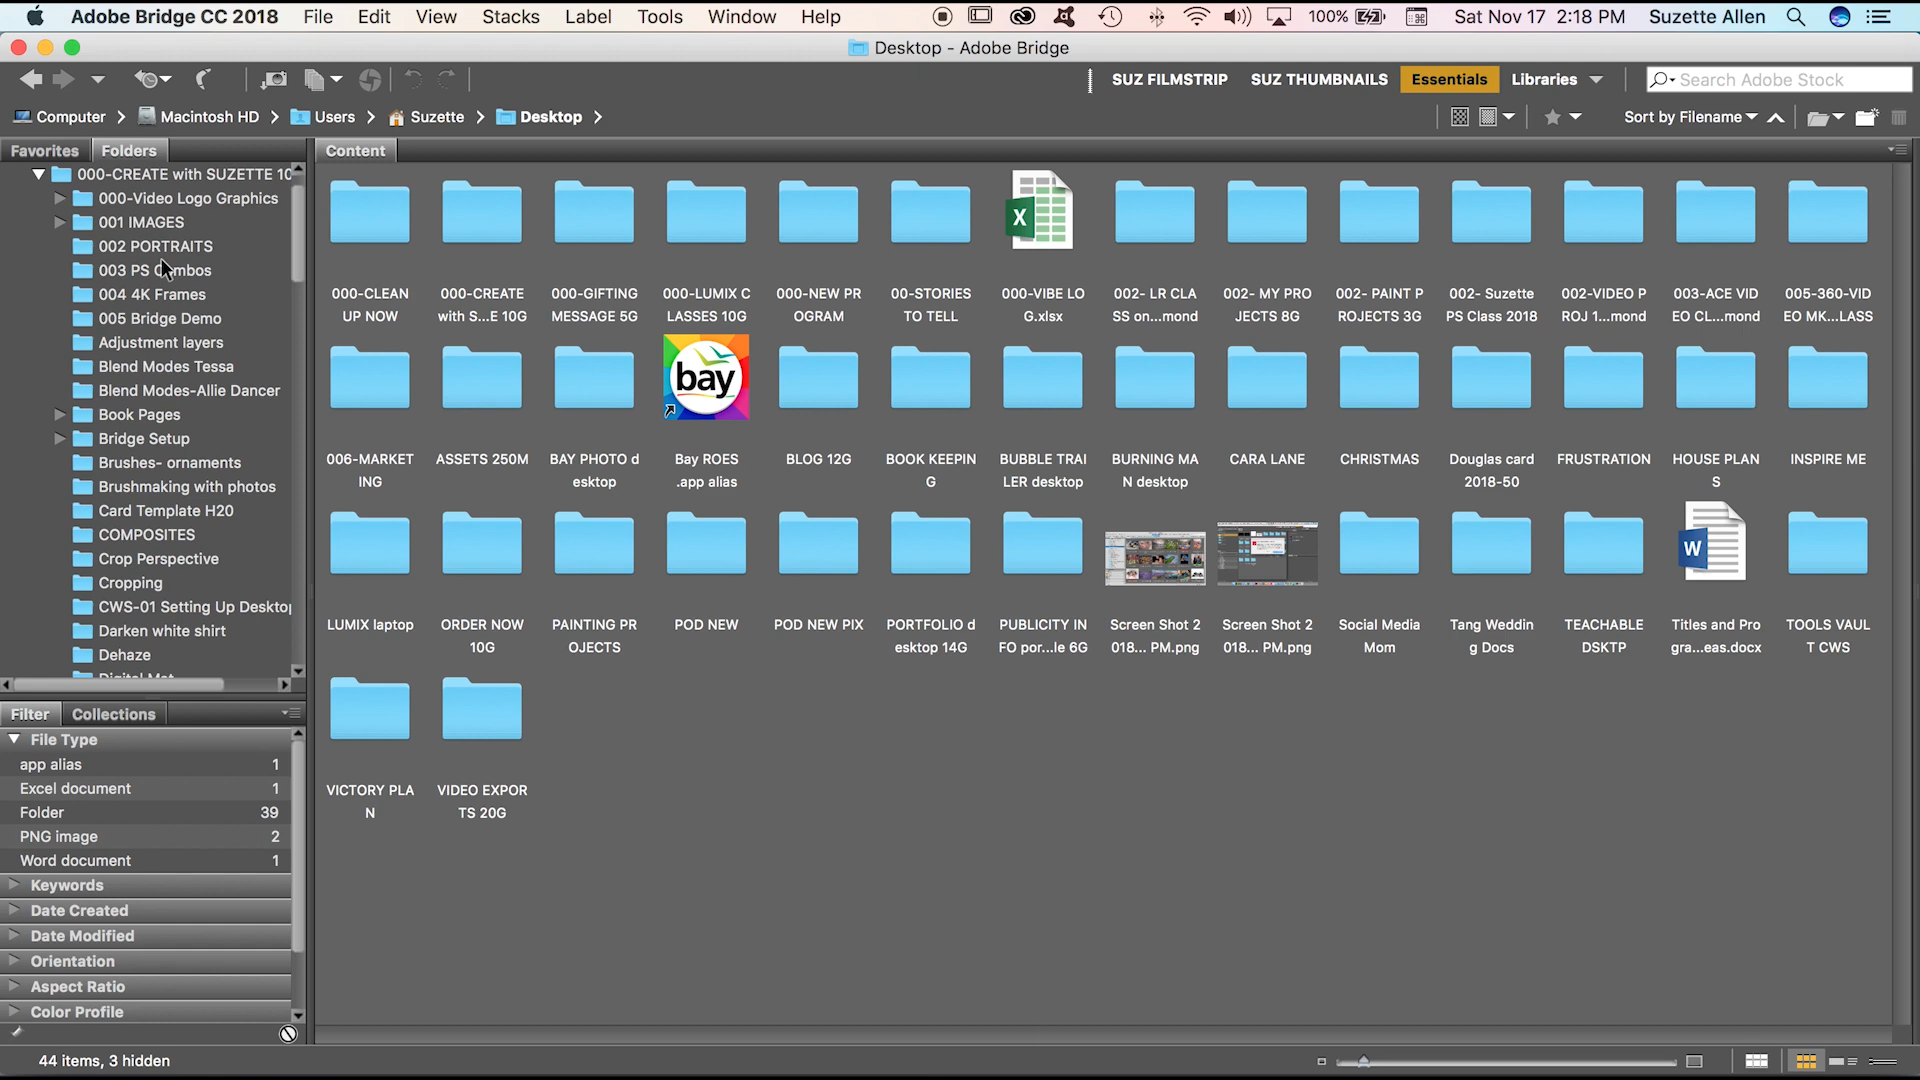 Adobe Bridge CC 2018 File Edit View Stacks Label Tools Window Help 100% Sat Nov 17 2:18 PM Suzette Allen
Desktop - Adobe Bridge
SUZ FILMSTRIP SUZ THUMBNAILS Essentials Libraries Search Adobe Stock
Computer Macintosh HD Users Suzette Desktop Sort by Filename
Favorites Folders
000-CREATE with SUZETTE 10
000-Video Logo Graphics
001 IMAGES
002 PORTRAITS
003 PS Combos
004 4K Frames
005 Bridge Demo
Adjustment layers
Blend Modes Tessa
Blend Modes-Allie Dancer
Book Pages
Bridge Setup
Brushes- ornaments
Brushmaking with photos
Card Template H20
COMPOSITES
Crop Perspective
Cropping
CWS-01 Setting Up Deskto
Darken white shirt
Dehaze
Digital Mat
Filter Collections
File Type
app alias 1
Excel document 1
Folder 39
PNG image 2
Word document 1
Keywords
Date Created
Date Modified
Orientation
Aspect Ratio
Color Profile
44 items, 3 hidden
Content
000-CLEAN
UP NOW
000-CREATE
with S...E 10G
000-GIFTING
MESSAGE 5G
000-LUMIX C
LASSES 10G
000-NEW PR
OGRAM
00-STORIES
TO TELL
X
000-VIBE LO
G.xlsx
002- LR CLA
SS on...mond
002- MY PRO
JECTS 8G
002- PAINT P
ROJECTS 3G
002- Suzette
PS Class 2018
002-VIDEO P
ROJ 1...mond
003-ACE VID
EO CL...mond
005-360-VID
EO MK...LASS
006-MARKET
ING
ASSETS 250M
BAY PHOTO d
esktop
bay
Bay ROES
.app alias
BLOG 12G
BOOK KEEPIN
G
BUBBLE TRAI
LER desktop
BURNING MA
N desktop
CARA LANE
CHRISTMAS
Douglas card
2018-50
FRUSTRATION
HOUSE PLAN
S
INSPIRE ME
LUMIX laptop
ORDER NOW
10G
PAINTING PR
OJECTS
POD NEW
POD NEW PIX
PORTFOLIO d
esktop 14G
PUBLICITY IN
FO por...le 6G
Screen Shot 2
018... PM.png
Screen Shot 2
018... PM.png
Social Media
Mom
Tang Weddin
g Docs
TEACHABLE
DSKTP
W
Titles and Pro
gra...eas.docx
TOOLS VAUL
T CWS
VICTORY PLA
N
VIDEO EXPOR
TS 20G